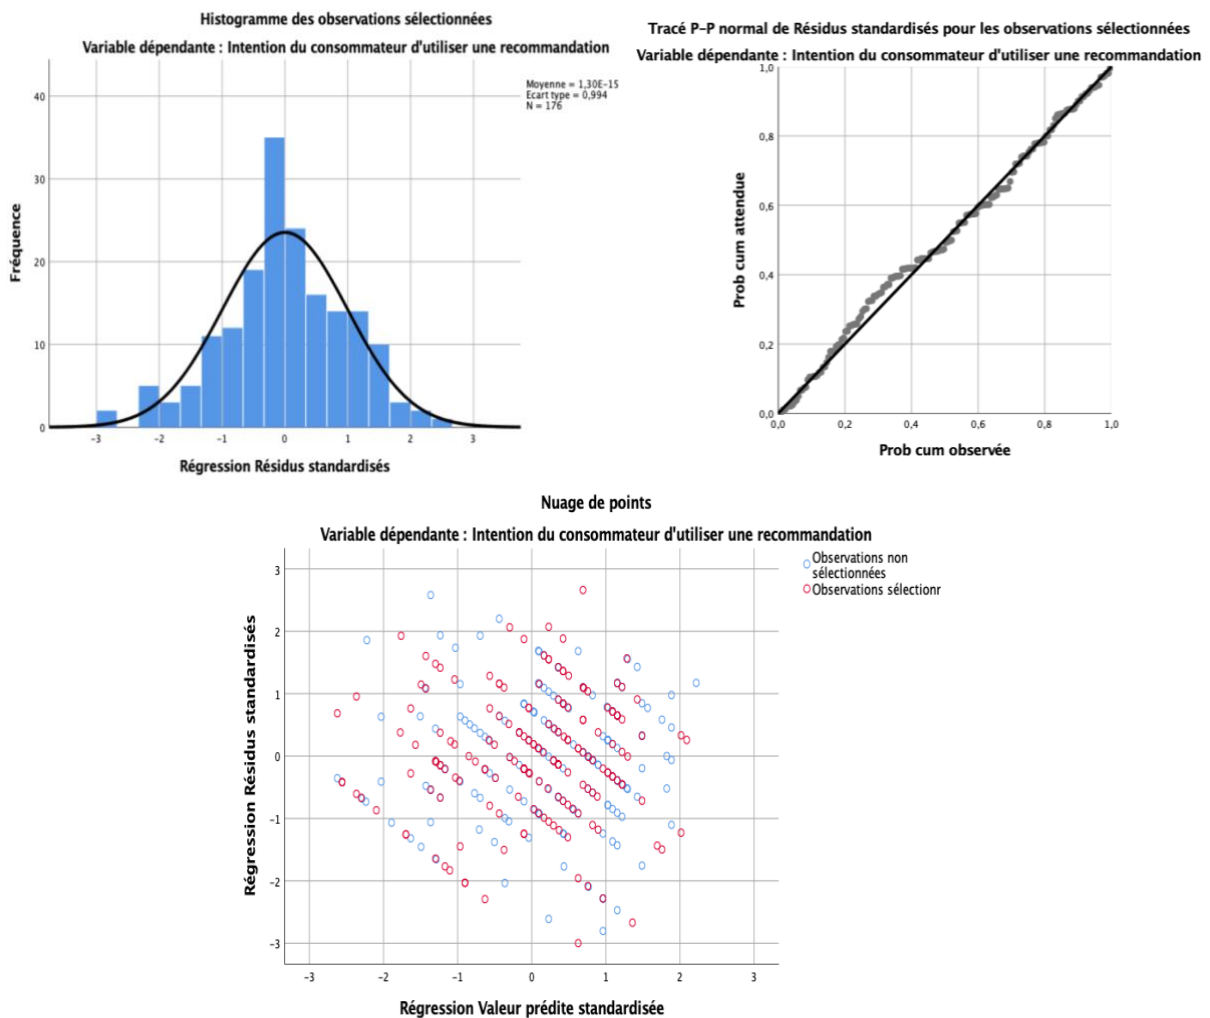 Histogramme des observations sélectionnées
Variable dépendante : Intention du consommateur d'utiliser une recommandation
Moyenne = 1,30E-15
Ecart type = 0,994
N = 176
Fréquence
40
30
20
10
0
-3 -2 -1 0 1 2 3
Régression Résidus standardisés
Tracé P-P normal de Résidus standardisés pour les observations sélectionnées
Variable dépendante : Intention du consommateur d'utiliser une recommandation
Prob cum attendue
1,0
0,8
0,6
0,4
0,2
0,0
0,0 0,2 0,4 0,6 0,8 1,0
Prob cum observée
Nuage de points
Variable dépendante : Intention du consommateur d'utiliser une recommandation
Observations non
sélectionnées
Observations sélectionr
Régression Résidus standardisés
3
2
1
0
-1
-2
-3
-3 -2 -1 0 1 2 3
Régression Valeur prédite standardisée